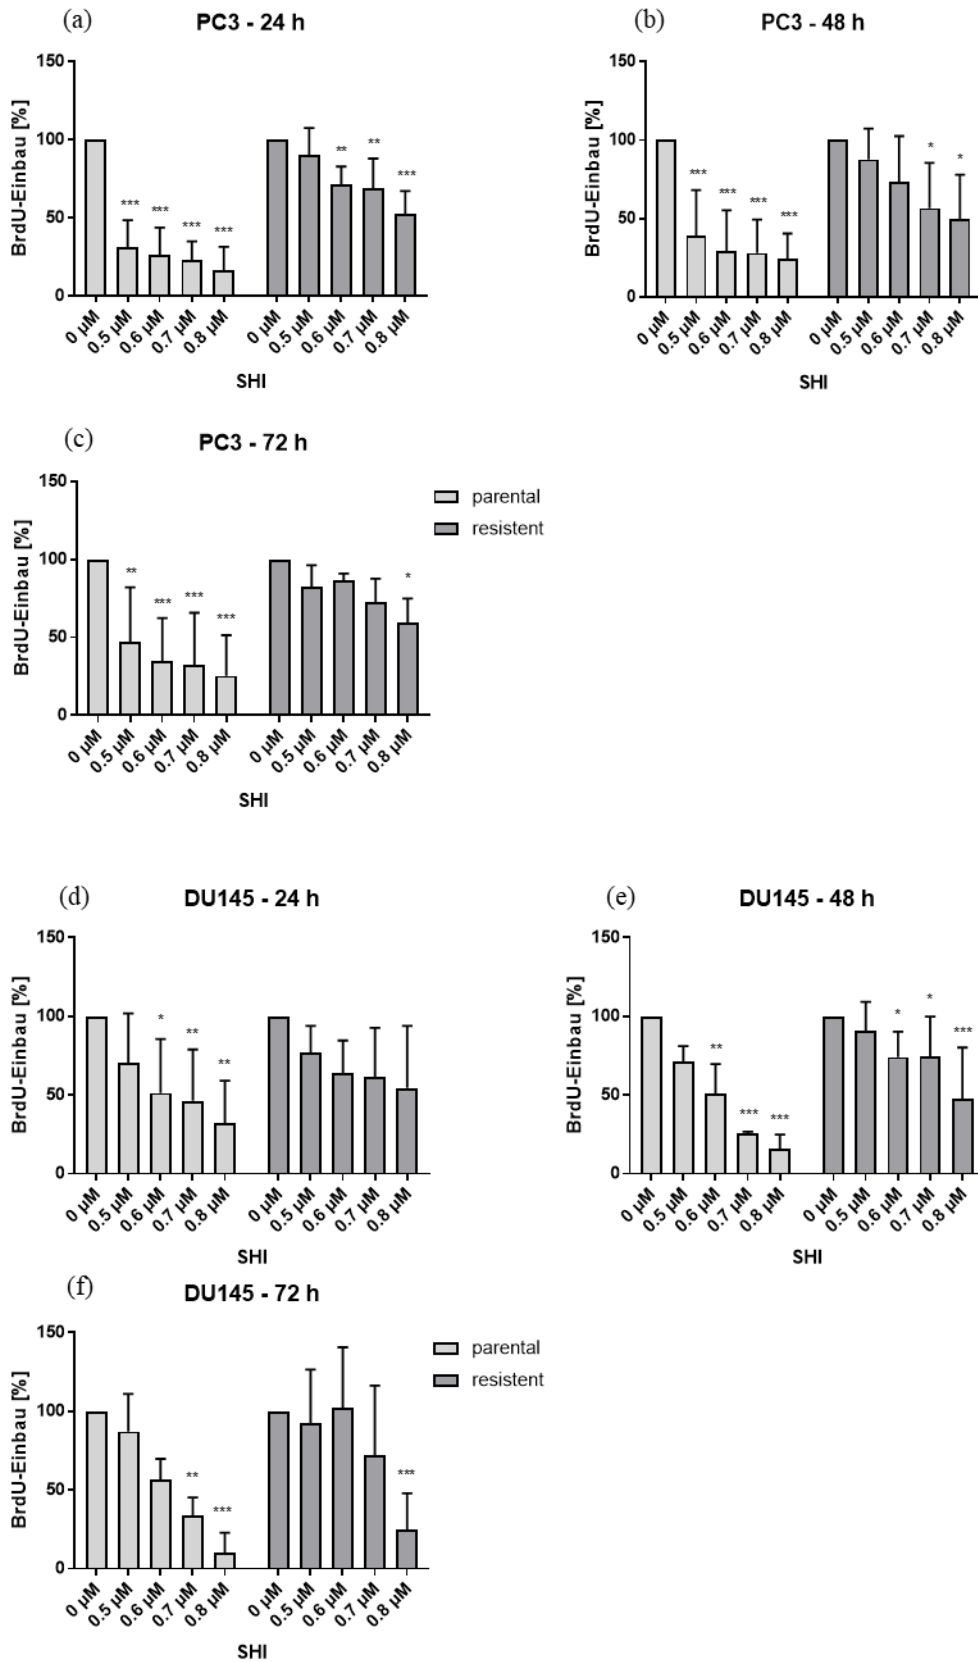 (a)
PC3 - 24 h
BrdU-Einbau [%]
150
100
50
0
*** *** *** *** ** ** ***
0 µM 0.5 µM 0.6 µM 0.7 µM 0.8 µM 0 µM 0.5 µM 0.6 µM 0.7 µM 0.8 µM
SHI
(b)
PC3 - 48 h
BrdU-Einbau [%]
150
100
50
0
*** *** *** *** * *
0 µM 0.5 µM 0.6 µM 0.7 µM 0.8 µM 0 µM 0.5 µM 0.6 µM 0.7 µM 0.8 µM
SHI
(c)
PC3 - 72 h
BrdU-Einbau [%]
150
100
50
0
** *** *** *** *
0 µM 0.5 µM 0.6 µM 0.7 µM 0.8 µM 0 µM 0.5 µM 0.6 µM 0.7 µM 0.8 µM
SHI
parental
resistent
(d)
DU145 - 24 h
BrdU-Einbau [%]
150
100
50
0
* ** **
0 µM 0.5 µM 0.6 µM 0.7 µM 0.8 µM 0 µM 0.5 µM 0.6 µM 0.7 µM 0.8 µM
SHI
(e)
DU145 - 48 h
BrdU-Einbau [%]
150
100
50
0
** *** *** * * ***
0 µM 0.5 µM 0.6 µM 0.7 µM 0.8 µM 0 µM 0.5 µM 0.6 µM 0.7 µM 0.8 µM
SHI
(f)
DU145 - 72 h
BrdU-Einbau [%]
150
100
50
0
** *** ***
0 µM 0.5 µM 0.6 µM 0.7 µM 0.8 µM 0 µM 0.5 µM 0.6 µM 0.7 µM 0.8 µM
SHI
parental
resistent